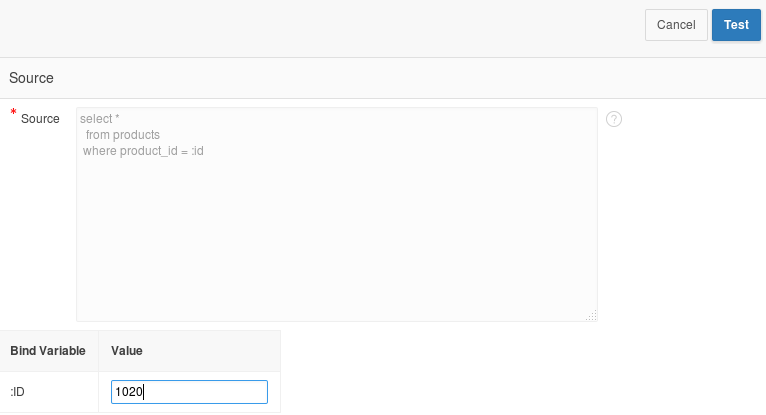 Cancel
Test
Source
* Source
select *
from products
where product_id = :id
?
Bind Variable
Value
:ID
1020